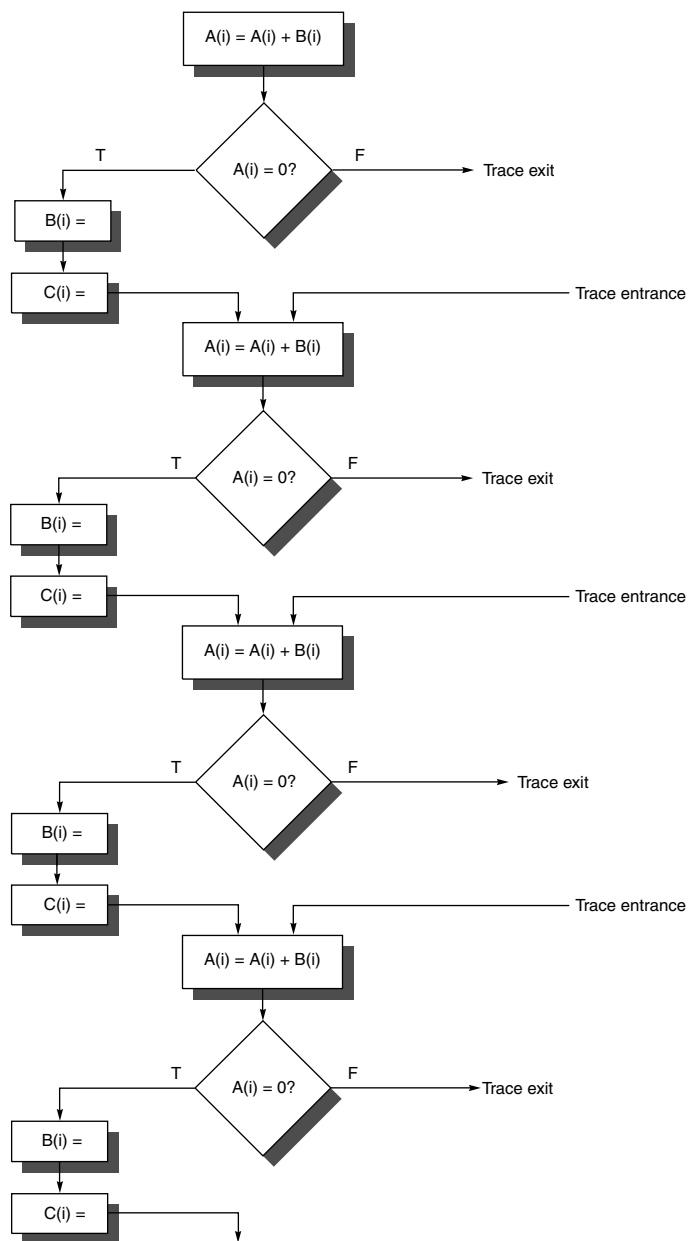 A(i) = A(i) + B(i)
T
A(i) = 0?
F
Trace exit
B(i) =
C(i) =
Trace entrance
A(i) = A(i) + B(i)
T
A(i) = 0?
F
Trace exit
B(i) =
C(i) =
Trace entrance
A(i) = A(i) + B(i)
T
A(i) = 0?
F
Trace exit
B(i) =
C(i) =
Trace entrance
A(i) = A(i) + B(i)
T
A(i) = 0?
F
Trace exit
B(i) =
C(i) =